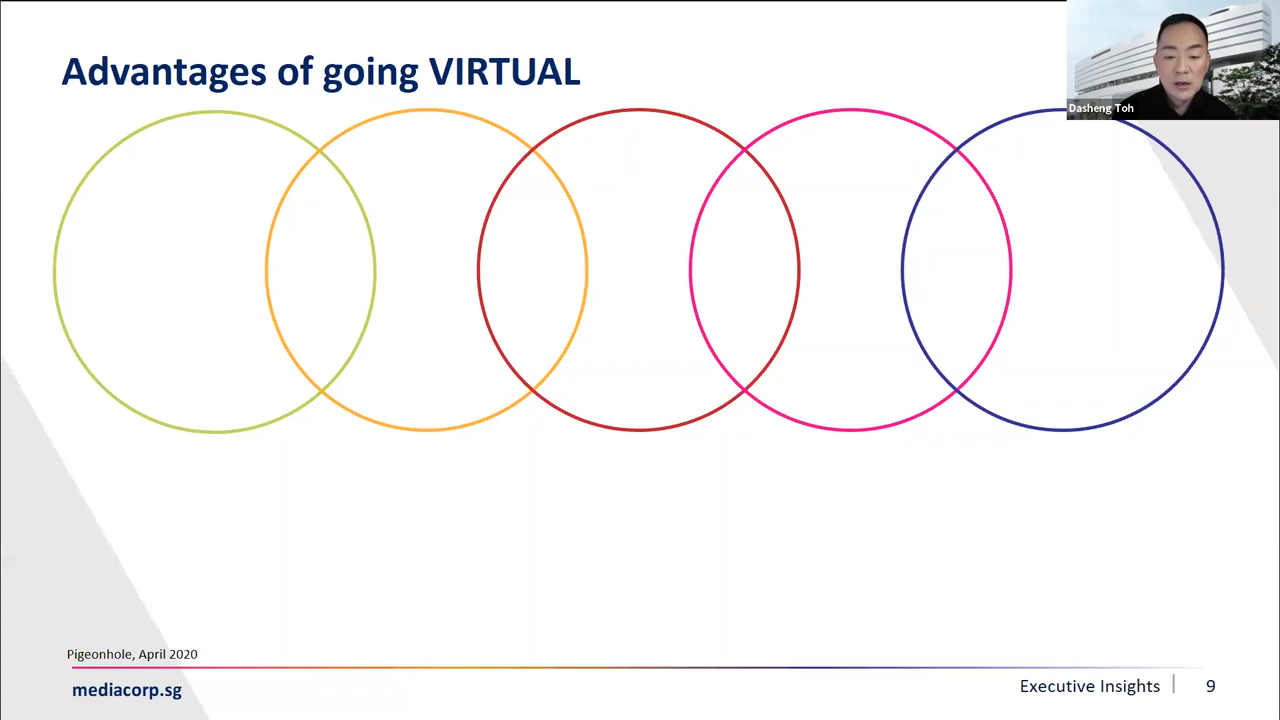 Advantages of going VIRTUAL
Dasheng Toh
Pigeonhole, April 2020
mediacorp.sg
Executive Insights | 9